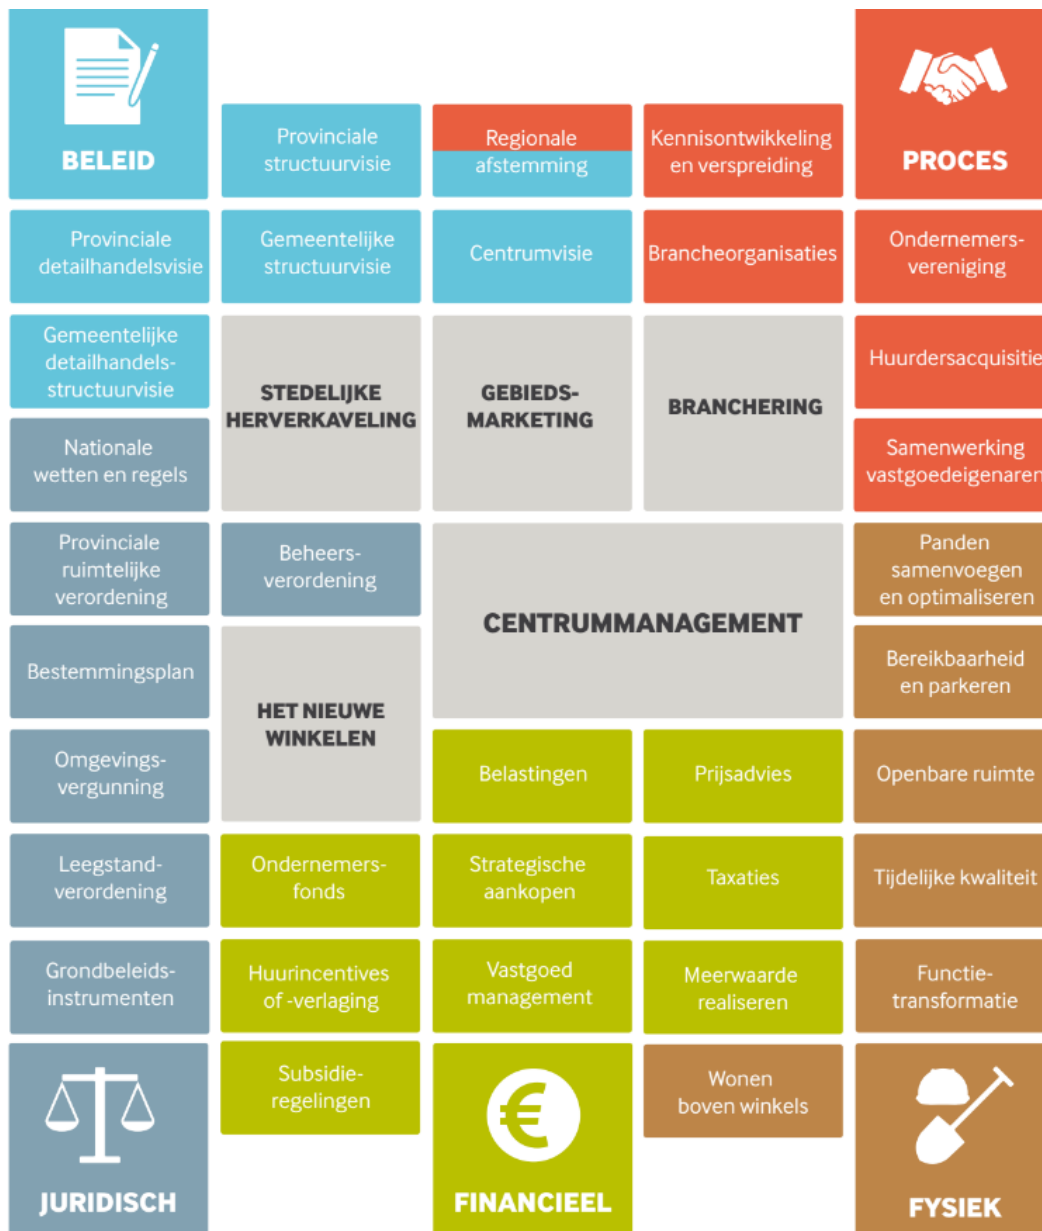 BELEID
Provinciale
structuurvisie
Regionale
afstemming
Kennisontwikkeling
en verspreiding
PROCES
Provinciale
detailhandelsvisie
Gemeentelijke
structuurvisie
Centrumvisie
Brancheorganisaties
Ondernemers-
vereniging
Gemeentelijke
detailhandels-
structuurvisie
STEDELIJKE
HERVERKAVELING
GEBIEDS-
MARKETING
BRANCHERING
Huurdersacquisitie
Nationale
wetten en regels
Samenwerking
vastgoedeigenaren
Provinciale
ruimtelijke
verordening
Beheers-
verordening
CENTRUMMANAGEMENT
Panden
samenvoegen
en optimaliseren
Bestemmingsplan
HET NIEUWE
WINKELEN
Bereikbaarheid
en parkeren
Omgevings-
vergunning
Belastingen
Prijsadvies
Openbare ruimte
Leegstand-
verordening
Ondernemers-
fonds
Strategische
aankopen
Taxaties
Tijdelijke kwaliteit
Grondbeleids-
instrumenten
Huurincentives
of -verlaging
Vastgoed
management
Meerwaarde
realiseren
Functie-
transformatie
JURIDISCH
Subsidie-
regelingen
€
FINANCIEEL
Wonen
boven winkels
FYSIEK